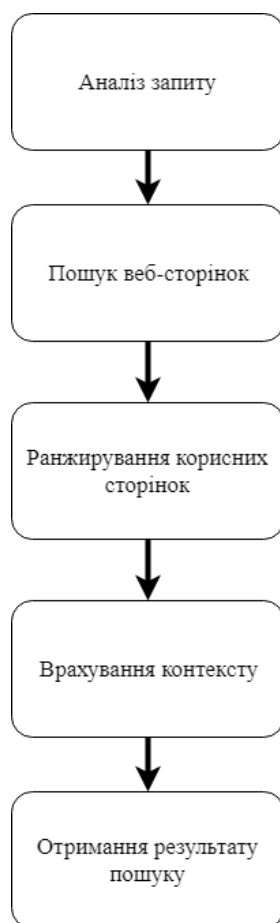 Аналіз запиту
Пошук веб-сторінок
Ранжирування корисних
сторінок
Врахування контексту
Отримання результату
пошуку